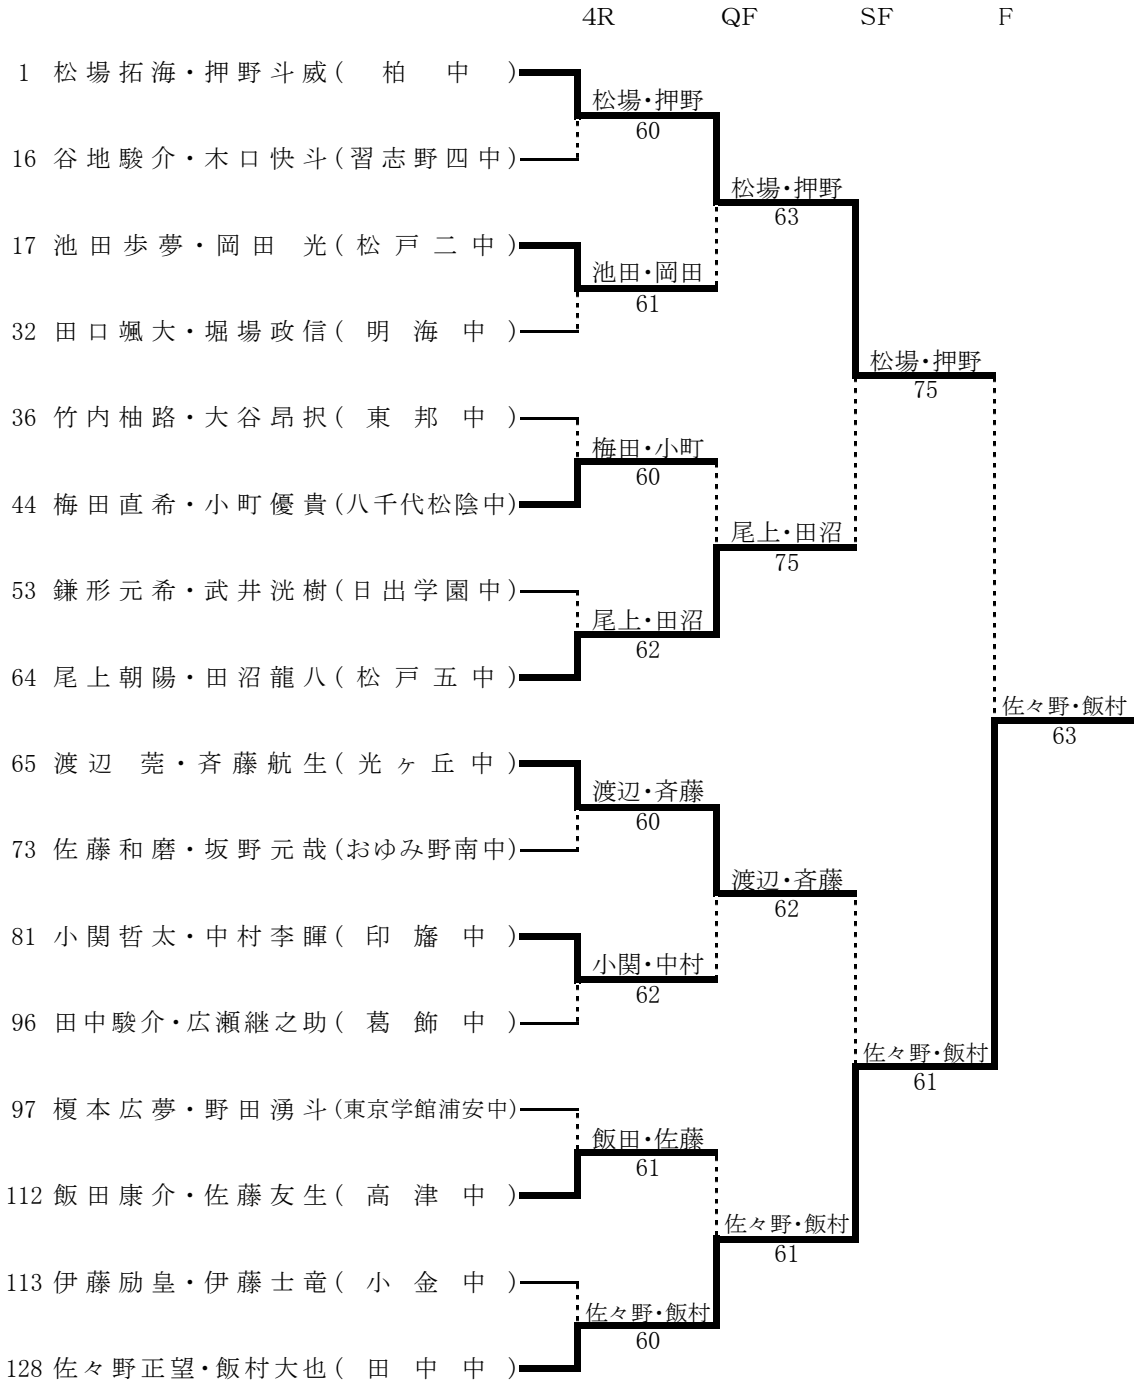 4R QF SF F
1 松場拓海・押野斗威(柏中)
松場・押野
60
16 谷地駿介・木口快斗(習志野四中)
松場・押野
63
17 池田歩夢・岡田 光(松戸二中)
池田・岡田
61
32 田口颯大・堀場政信(明海中)
松場・押野
75
36 竹内柚路・大谷昂択(東邦中)
梅田・小町
60
44 梅田直希・小町優貴(八千代松陰中)
尾上・田沼
75
53 鎌形元希・武井洸樹(日出学園中)
尾上・田沼
62
64 尾上朝陽・田沼龍八(松戸五中)
佐々野・飯村
63
65 渡辺 莞・斉藤航生(光ヶ丘中)
渡辺・斉藤
60
73 佐藤和磨・坂野元哉(おゆみ野南中)
渡辺・斉藤
62
81 小関哲太・中村李暉(印旛中)
小関・中村
62
96 田中駿介・広瀬継之助(葛飾中)
佐々野・飯村
61
97 榎本広夢・野田湧斗(東京学館浦安中)
飯田・佐藤
61
112 飯田康介・佐藤友生(高津中)
佐々野・飯村
61
113 伊藤励皇・伊藤士竜(小金中)
佐々野・飯村
60
128 佐々野正望・飯村大也(田中中)